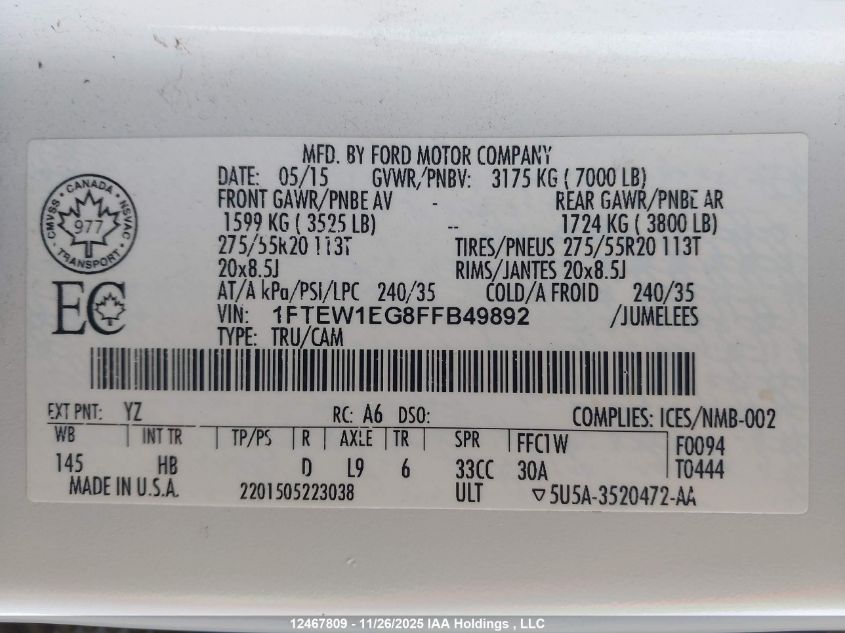 MFD. BY FORD MOTOR COMPANY
DATE: 05/15 GVWR/PNBV: 3175 KG ( 7000 LB)
FRONT GAWR/PNBE AV - REAR GAWR/PNBE AR
1599 KG ( 3525 LB) -- 1724 KG ( 3800 LB)
275/55R20 113T TIRES/PNEUS 275/55R20 113T
20x8.5J RIMS/JANTES 20x8.5J
AT/A kPa/PSI/LPC 240/35 COLD/A FROID 240/35
VIN: 1FTEW1EG8FFB49892 /JUMELEES
TYPE: TRU/CAM
CANADA
CMVSS • NSVAC
977
TRANSPORT
EC
EXT PNT: YZ RC: A6 DSO: COMPLIES: ICES/NMB-002
WB INT TR TP/PS R AXLE TR SPR FFC1W F0094
145 HB D L9 6 33CC 30A T0444
MADE IN U.S.A. 2201505223038 ULT ▽5U5A-3520472-AA
12467809 - 11/26/2025 IAA Holdings , LLC